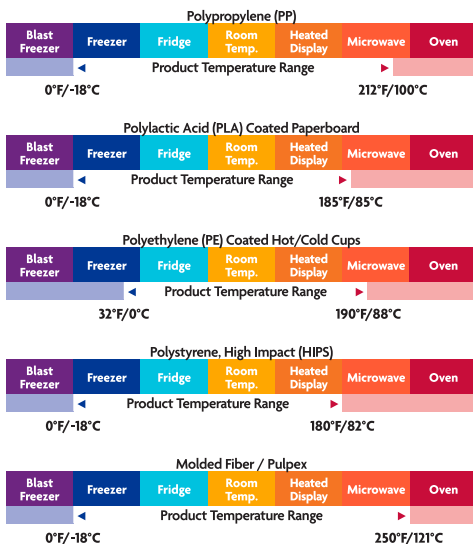 Polypropylene (PP)
Blast Freezer Freezer Fridge Room Temp. Heated Display Microwave Oven
Product Temperature Range
0°F/-18°C 212°F/100°C
Polylactic Acid (PLA) Coated Paperboard
Blast Freezer Freezer Fridge Room Temp. Heated Display Microwave Oven
Product Temperature Range
0°F/-18°C 185°F/85°C
Polyethylene (PE) Coated Hot/Cold Cups
Blast Freezer Freezer Fridge Room Temp. Heated Display Microwave Oven
Product Temperature Range
32°F/0°C 190°F/88°C
Polystyrene, High Impact (HIPS)
Blast Freezer Freezer Fridge Room Temp. Heated Display Microwave Oven
Product Temperature Range
0°F/-18°C 180°F/82°C
Molded Fiber / Pulpex
Blast Freezer Freezer Fridge Room Temp. Heated Display Microwave Oven
Product Temperature Range
0°F/-18°C 250°F/121°C